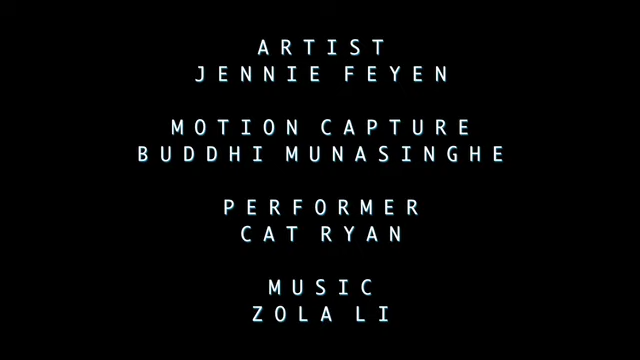 ARTIST
JENNIE FEYEN
MOTION CAPTURE
BUDDHI MUNASINGHE
PERFORMER
CAT RYAN
MUSIC
ZOLA LI